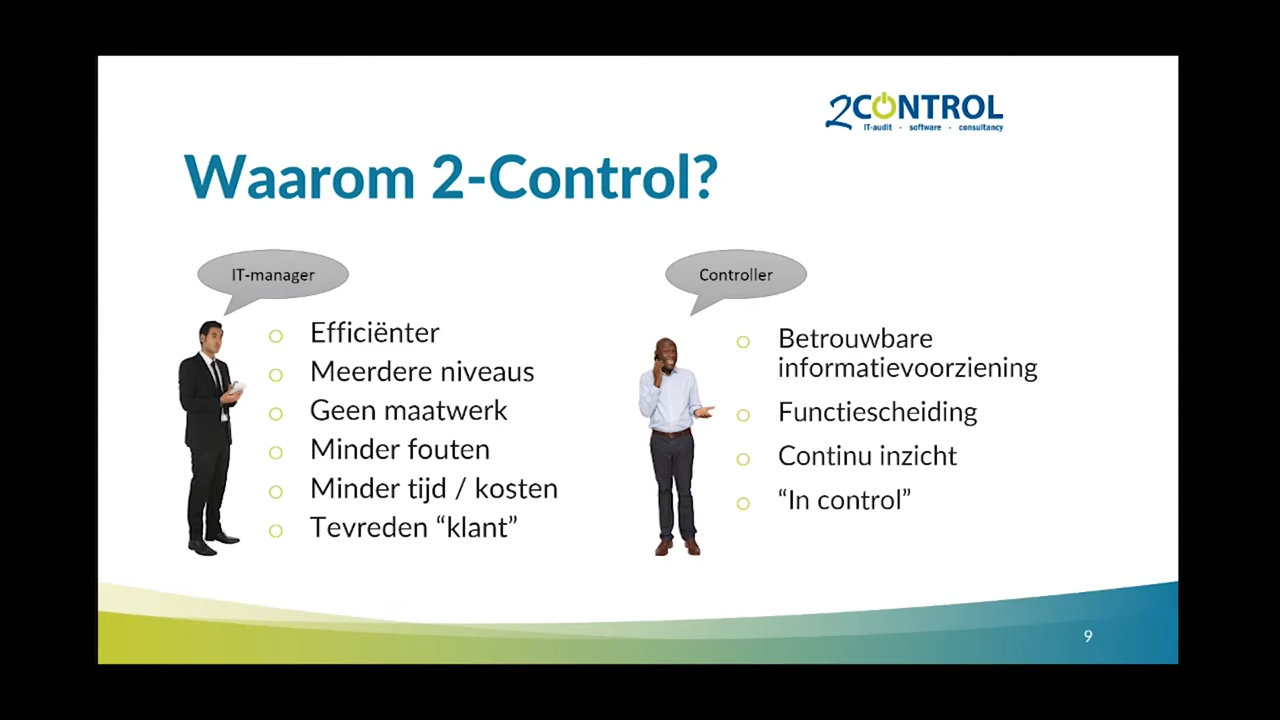 2CONTROL
IT-audit - software - consultancy
Waarom 2-Control?
IT-manager
Efficiënter
Meerdere niveaus
Geen maatwerk
Minder fouten
Minder tijd / kosten
Tevreden “klant”
Controller
Betrouwbare
informatievoorziening
Functiescheiding
Continu inzicht
“In control”
9